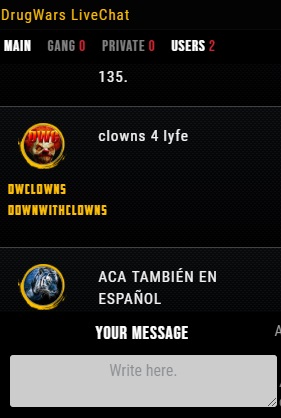 DrugWars LiveChat
MAIN GANG 0 PRIVATE 0 USERS 2
135.
clowns 4 lyfe
DWCLOWNS
DOWNWITHCLOWNS
ACA TAMBIÉN EN
ESPAÑOL
YOUR MESSAGE
Write here.